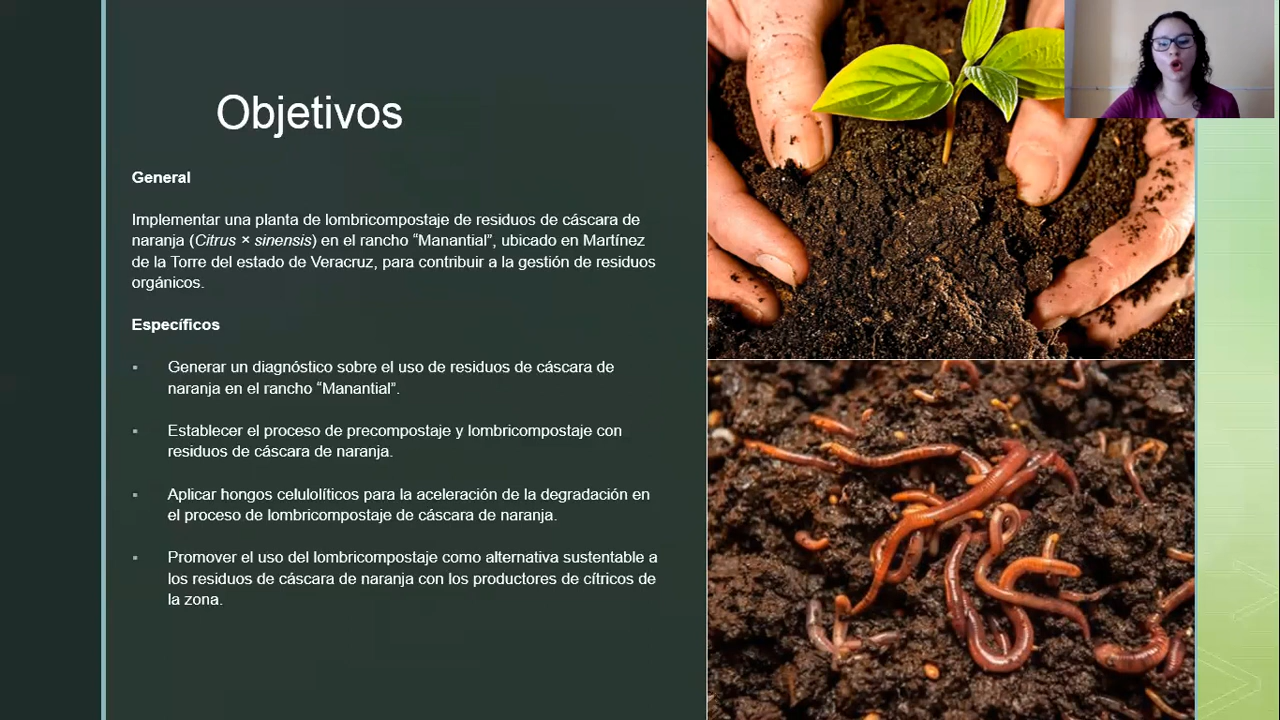 Objetivos
General
Implementar una planta de lombricompostaje de residuos de cáscara de
naranja (Citrus × sinensis) en el rancho “Manantial”, ubicado en Martínez
de la Torre del estado de Veracruz, para contribuir a la gestión de residuos
orgánicos.
Específicos
▪ Generar un diagnóstico sobre el uso de residuos de cáscara de
naranja en el rancho “Manantial”.
▪ Establecer el proceso de precompostaje y lombricompostaje con
residuos de cáscara de naranja.
▪ Aplicar hongos celulolíticos para la aceleración de la degradación en
el proceso de lombricompostaje de cáscara de naranja.
▪ Promover el uso del lombricompostaje como alternativa sustentable a
los residuos de cáscara de naranja con los productores de cítricos de
la zona.